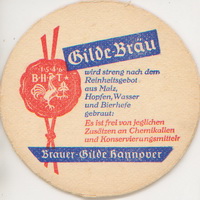 Gilde-Bräu
1546
B·H·P·T
wird streng nach dem
Reinheitsgebot
aus Malz,
Hopfen, Wasser
und Bierhefe
gebraut:
Es ist frei von jeglichen
Zusätzen an Chemikalien
und Konservierungsmitteln
Brauer-Gilde Hannover